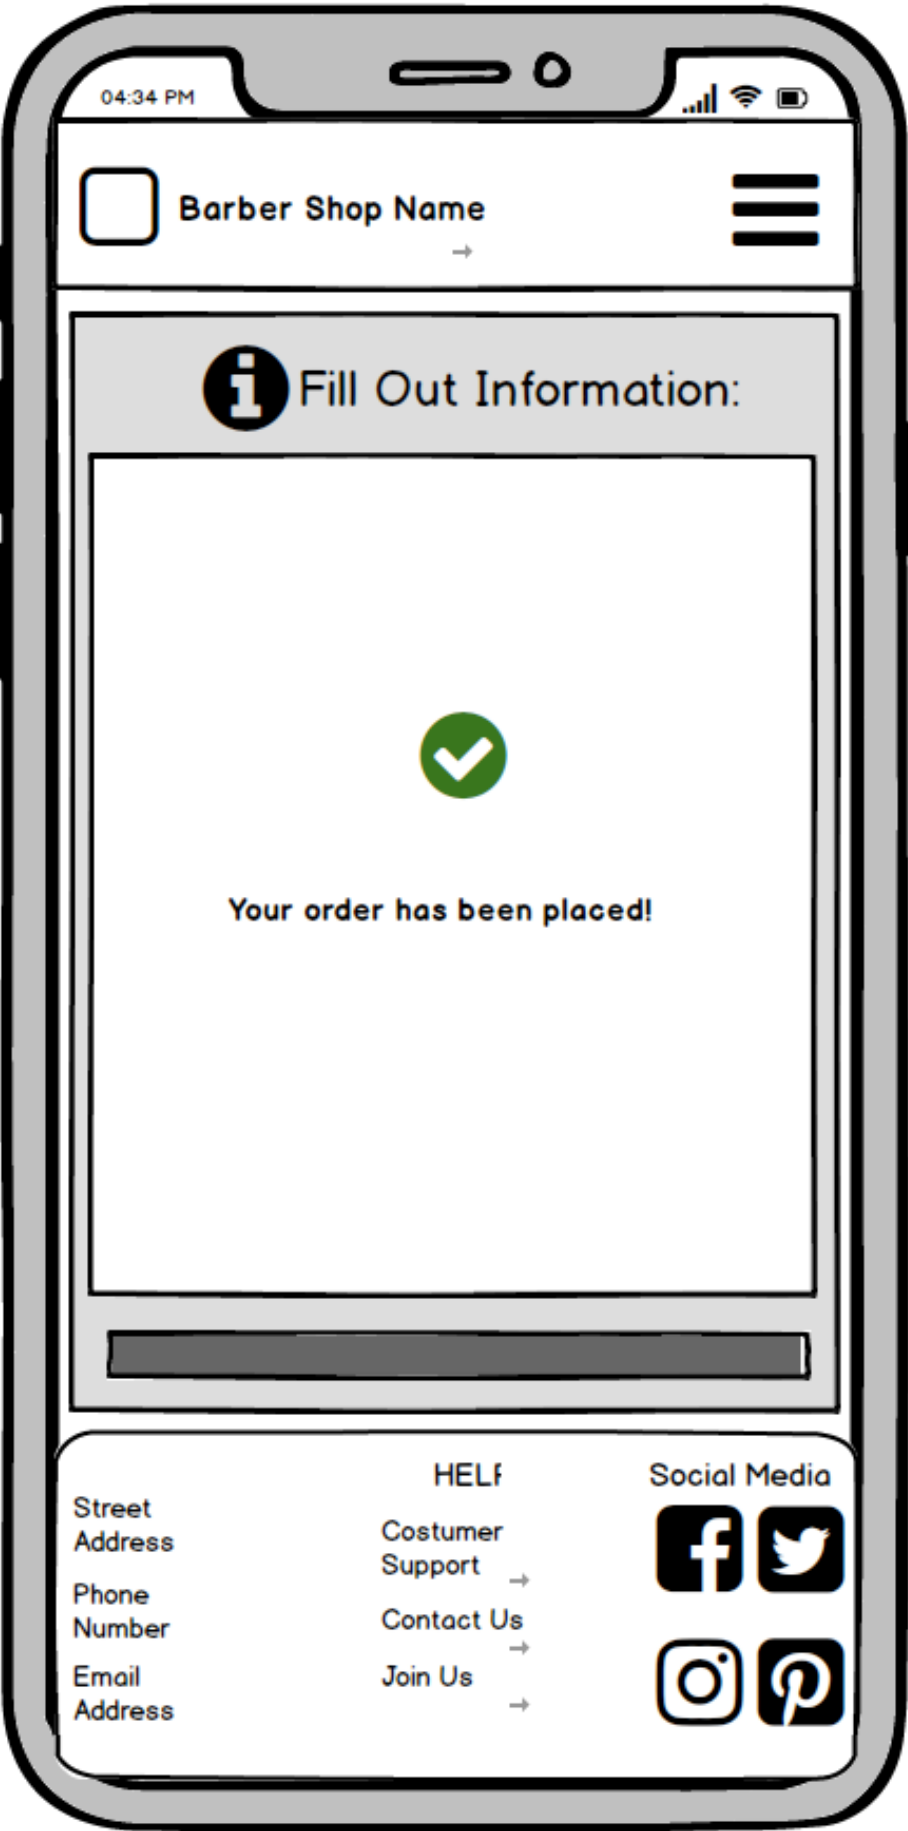 04:34 PM
Barber Shop Name
Fill Out Information:
Your order has been placed!
Street
Address
Phone
Number
Email
Address
HELF
Costumer
Support
Contact Us
Join Us
Social Media